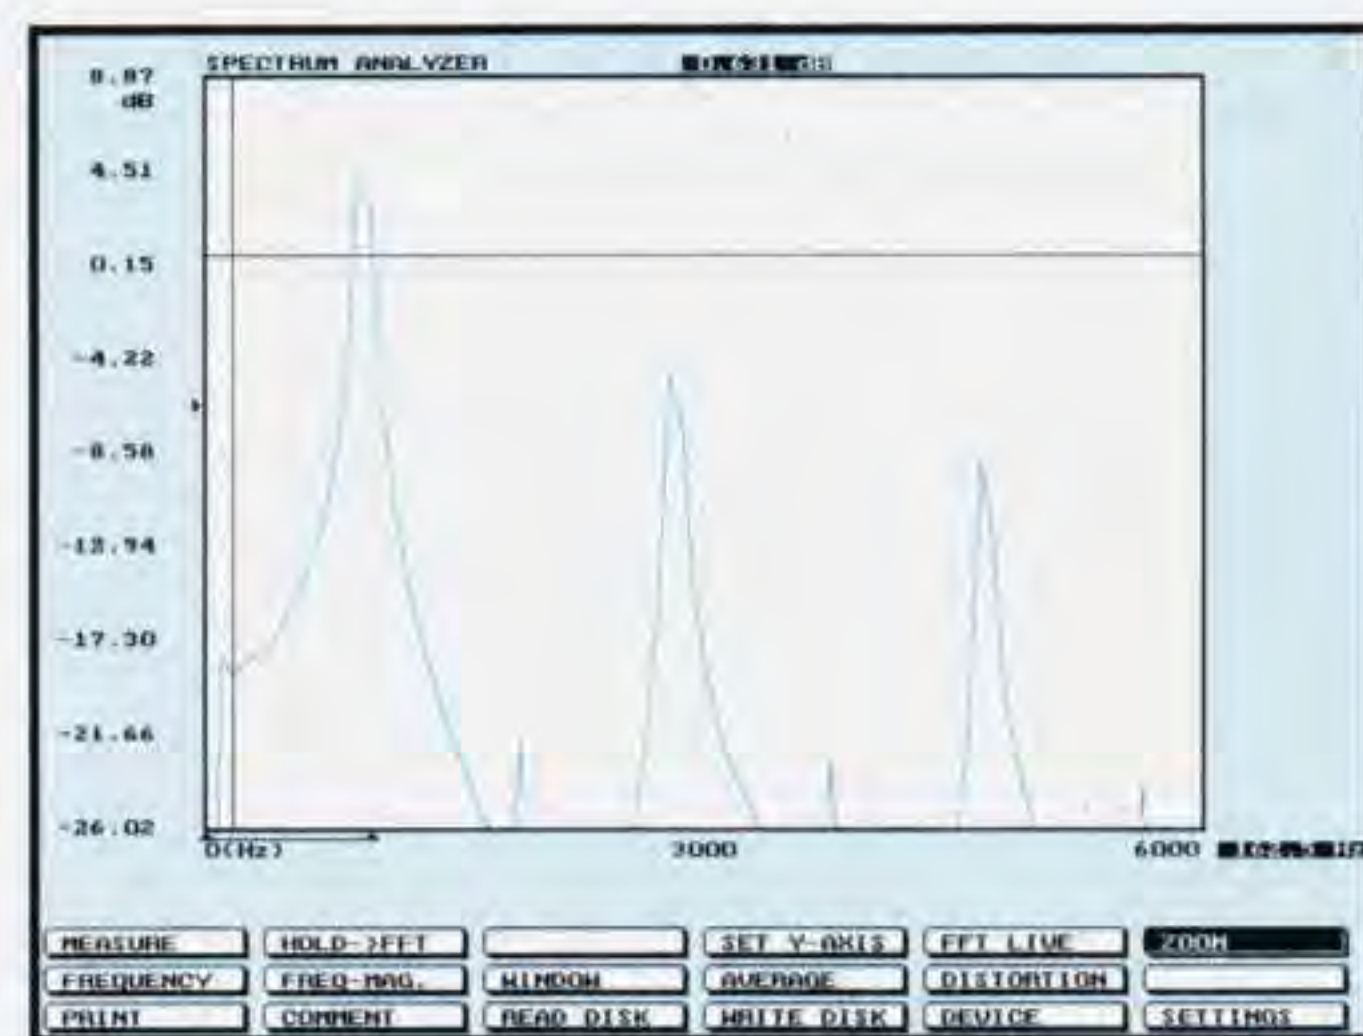 SPECTRUM ANALYZER
8.87
dB
4.51
0.15
-4.22
-8.58
-12.94
-17.30
-21.66
-26.02
0(Hz) 3000 6000
MEASURE HOLD->FFT SET Y-AXIS FFT LIVE ZOOM
FREQUENCY FREQ-MAG. WINDOW AVERAGE DISTORTION
PRINT COMMENT READ DISK WRITE DISK DEVICE SETTINGS